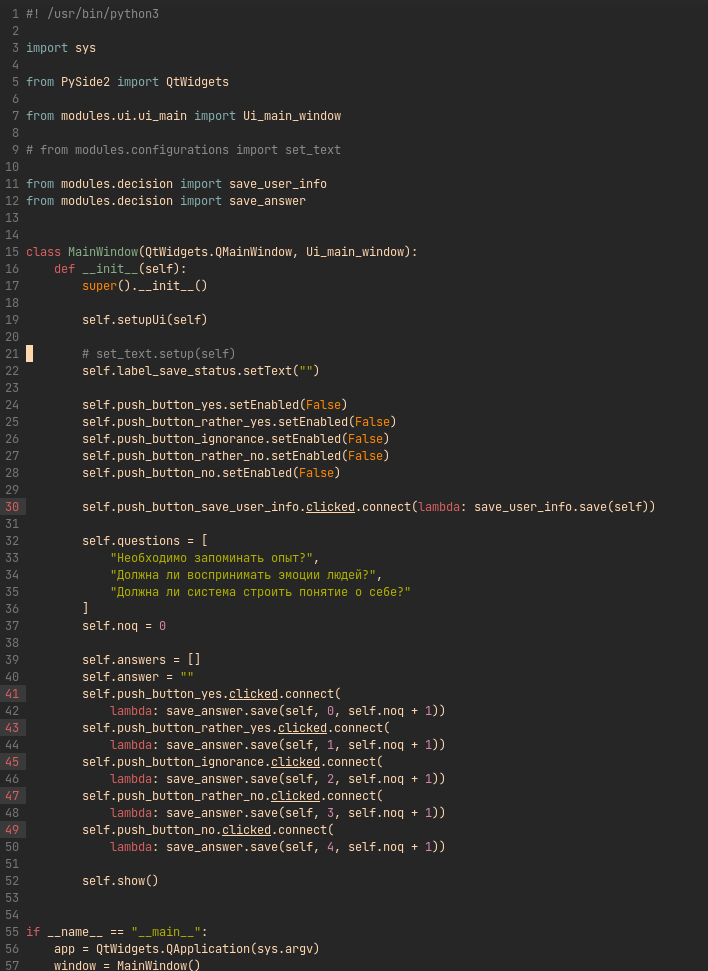 1 #! /usr/bin/python3
2
3 import sys
4
5 from PySide2 import QtWidgets
6
7 from modules.ui.ui_main import Ui_main_window
8
9 # from modules.configurations import set_text
10
11 from modules.decision import save_user_info
12 from modules.decision import save_answer
13
14
15 class MainWindow(QtWidgets.QMainWindow, Ui_main_window):
16     def __init__(self):
17         super().__init__()
18
19         self.setupUi(self)
20
21         # set_text.setup(self)
22         self.label_save_status.setText("")
23
24         self.push_button_yes.setEnabled(False)
25         self.push_button_rather_yes.setEnabled(False)
26         self.push_button_ignorance.setEnabled(False)
27         self.push_button_rather_no.setEnabled(False)
28         self.push_button_no.setEnabled(False)
29
30         self.push_button_save_user_info.clicked.connect(lambda: save_user_info.save(self))
31
32         self.questions = [
33             "Необходимо запоминать опыт?",
34             "Должна ли воспринимать эмоции людей?",
35             "Должна ли система строить понятие о себе?"
36         ]
37         self.noq = 0
38
39         self.answers = []
40         self.answer = ""
41         self.push_button_yes.clicked.connect(
42             lambda: save_answer.save(self, 0, self.noq + 1))
43         self.push_button_rather_yes.clicked.connect(
44             lambda: save_answer.save(self, 1, self.noq + 1))
45         self.push_button_ignorance.clicked.connect(
46             lambda: save_answer.save(self, 2, self.noq + 1))
47         self.push_button_rather_no.clicked.connect(
48             lambda: save_answer.save(self, 3, self.noq + 1))
49         self.push_button_no.clicked.connect(
50             lambda: save_answer.save(self, 4, self.noq + 1))
51
52         self.show()
53
54
55 if __name__ == "__main__":
56     app = QtWidgets.QApplication(sys.argv)
57     window = MainWindow()